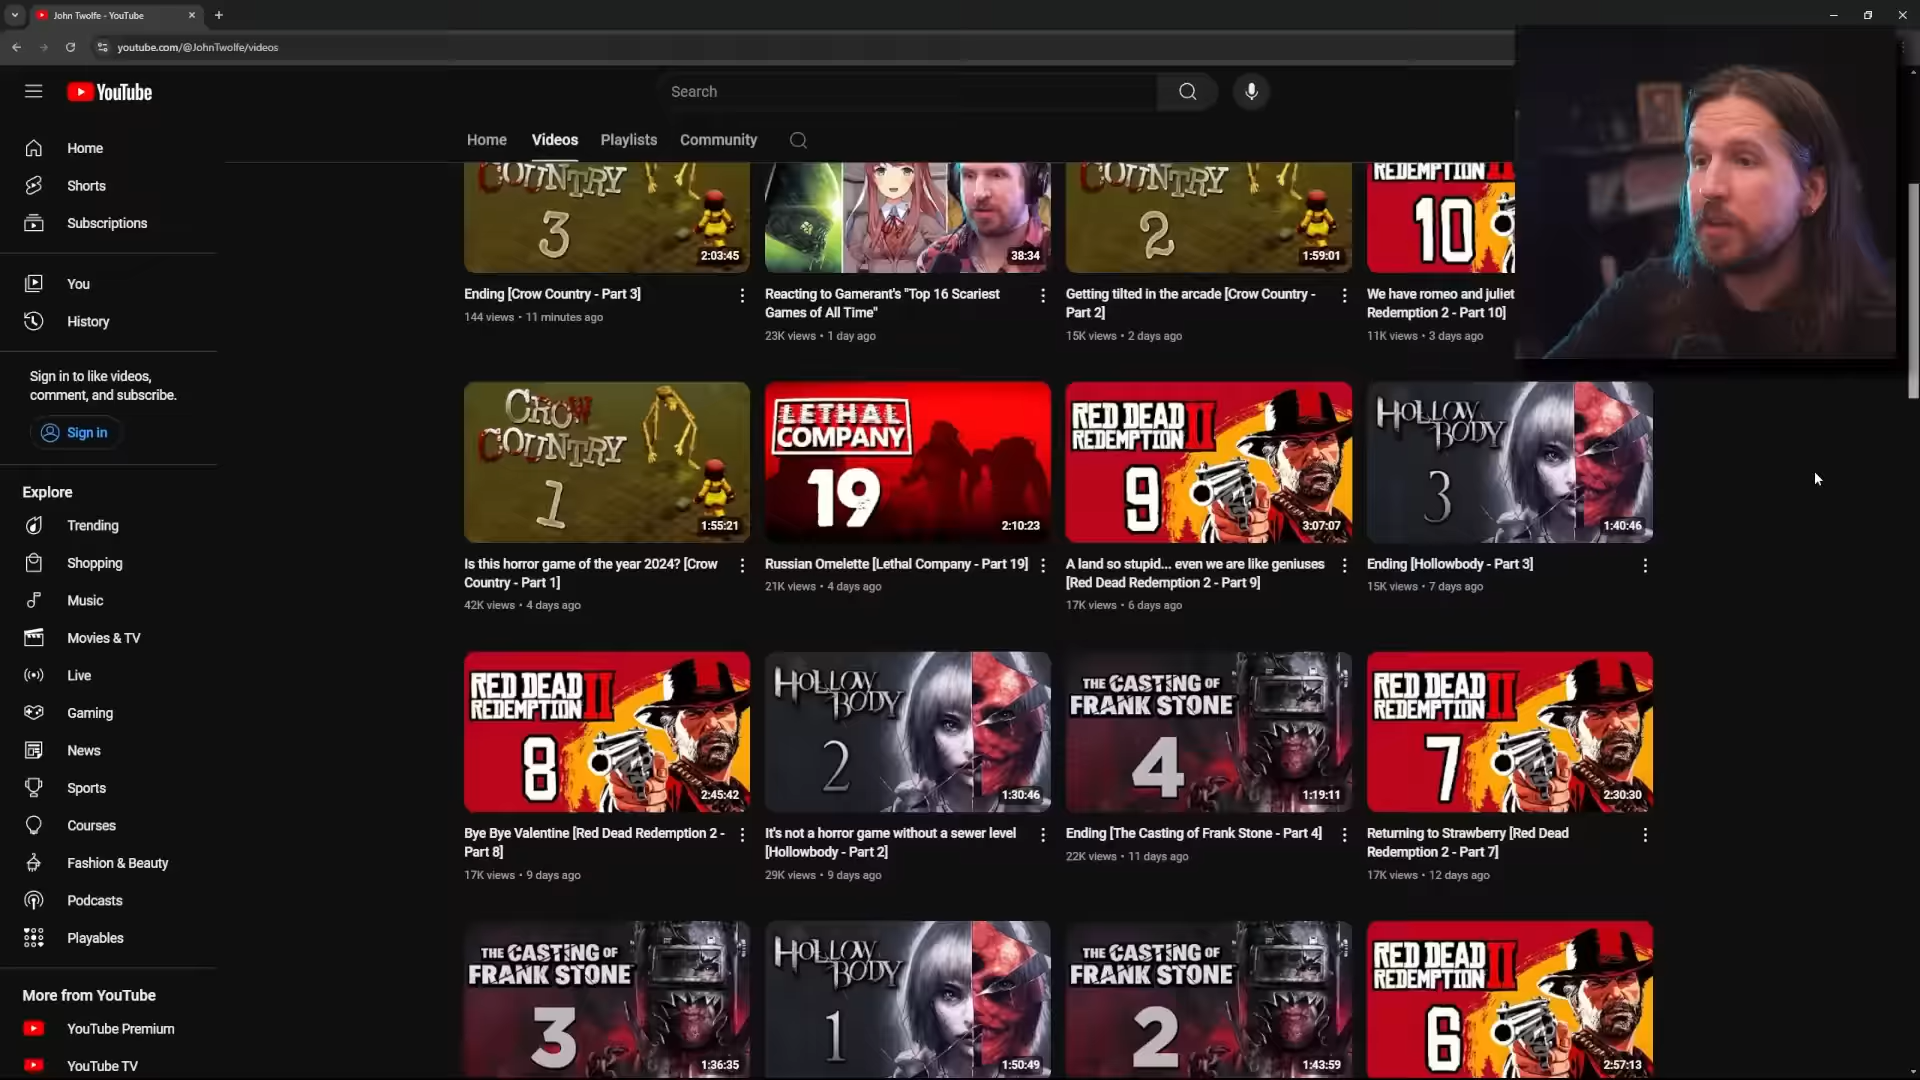 John Twolfe - YouTube
youtube.com/@JohnTwolfe/videos
YouTube
Search
Home
Videos
Playlists
Community
Home
Shorts
Subscriptions
You
History
Sign in to like videos,
comment, and subscribe.
Sign in
Explore
Trending
Shopping
Music
Movies & TV
Live
Gaming
News
Sports
Courses
Fashion & Beauty
Podcasts
Playables
More from YouTube
YouTube Premium
YouTube TV
COUNTRY
3
2:03:45
Ending [Crow Country - Part 3]
144 views • 11 minutes ago
38:34
Reacting to Gamerant's "Top 16 Scariest
Games of All Time"
23K views • 1 day ago
COUNTRY
2
1:59:01
Getting tilted in the arcade [Crow Country -
Part 2]
15K views • 2 days ago
REDEMPTION II
10
We have romeo and juliet
Redemption 2 - Part 10]
11K views • 3 days ago
CROW
COUNTRY
1
1:55:21
Is this horror game of the year 2024? [Crow
Country - Part 1]
42K views • 4 days ago
LETHAL
COMPANY
19
2:10:23
Russian Omelette [Lethal Company - Part 19]
21K views • 4 days ago
RED DEAD
REDEMPTION II
9
3:07:07
A land so stupid... even we are like geniuses
[Red Dead Redemption 2 - Part 9]
17K views • 6 days ago
HOLLOW
BODY
3
1:40:46
Ending [Hollowbody - Part 3]
15K views • 7 days ago
RED DEAD
REDEMPTION II
8
2:45:42
Bye Bye Valentine [Red Dead Redemption 2 -
Part 8]
17K views • 9 days ago
HOLLOW
BODY
2
1:30:46
It's not a horror game without a sewer level
[Hollowbody - Part 2]
29K views • 9 days ago
THE CASTING OF
FRANK STONE
4
1:19:11
Ending [The Casting of Frank Stone - Part 4]
22K views • 11 days ago
RED DEAD
REDEMPTION II
7
2:30:30
Returning to Strawberry [Red Dead
Redemption 2 - Part 7]
17K views • 12 days ago
THE CASTING OF
FRANK STONE
3
1:36:35
HOLLOW
BODY
1
1:50:49
THE CASTING OF
FRANK STONE
2
1:43:59
RED DEAD
REDEMPTION II
6
2:57:13